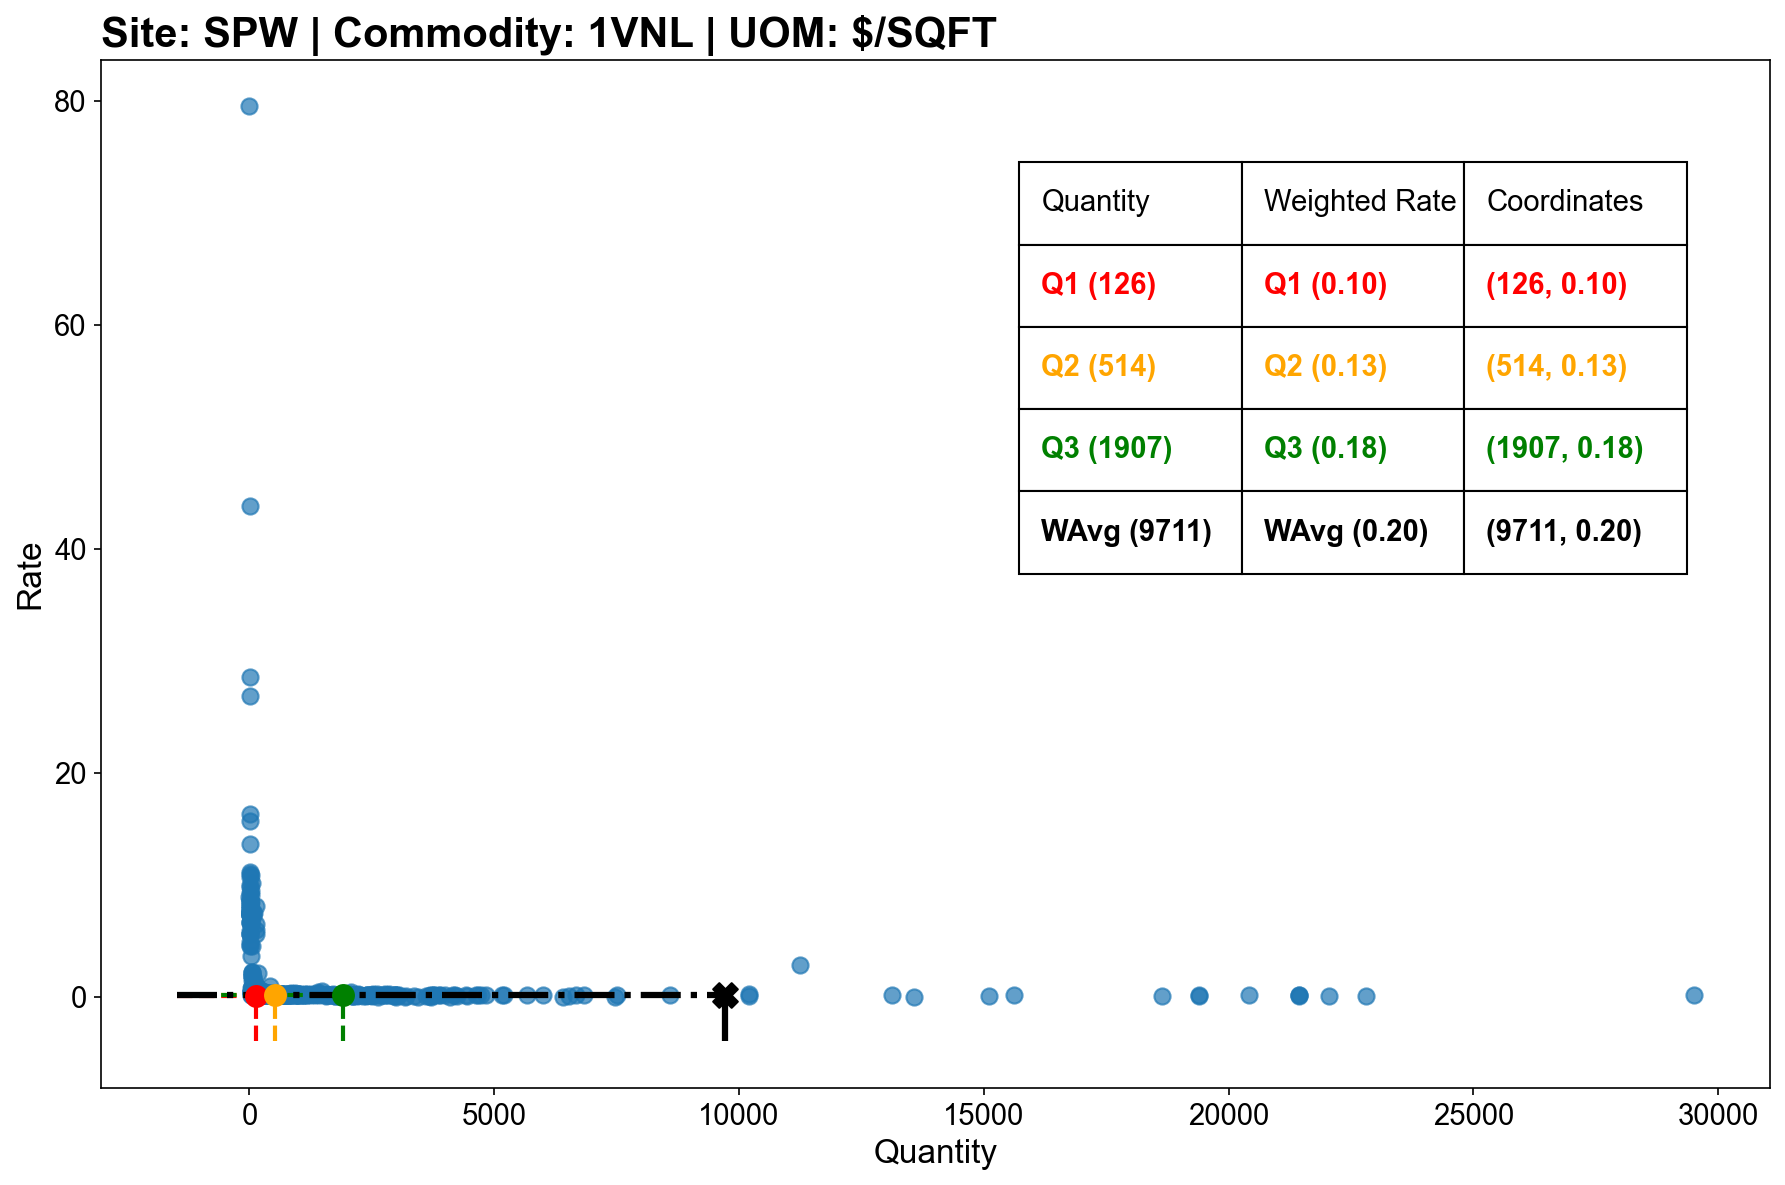 Site: SPW | Commodity: 1VNL | UOM: $/SQFT
80
60
40
20
0
Rate
Quantity Weighted Rate Coordinates
Q1 (126) Q1 (0.10) (126, 0.10)
Q2 (514) Q2 (0.13) (514, 0.13)
Q3 (1907) Q3 (0.18) (1907, 0.18)
WAvg (9711) WAvg (0.20) (9711, 0.20)
0 5000 10000 15000 20000 25000 30000
Quantity